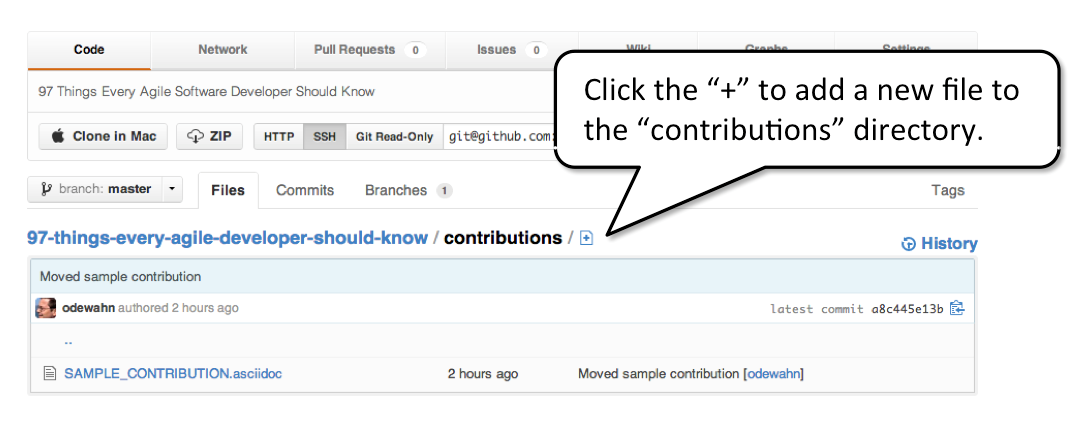 Code Network Pull Requests 0 Issues 0 Wiki Graphs Settings
97 Things Every Agile Software Developer Should Know
Clone in Mac ZIP HTTP SSH Git Read-Only git@github.com:
Click the “+” to add a new file to
the “contributions” directory.
branch: master Files Commits Branches 1 Tags
97-things-every-agile-developer-should-know / contributions /
History
Moved sample contribution
odewahn authored 2 hours ago latest commit a8c445e13b
..
SAMPLE_CONTRIBUTION.asciidoc 2 hours ago Moved sample contribution [odewahn]